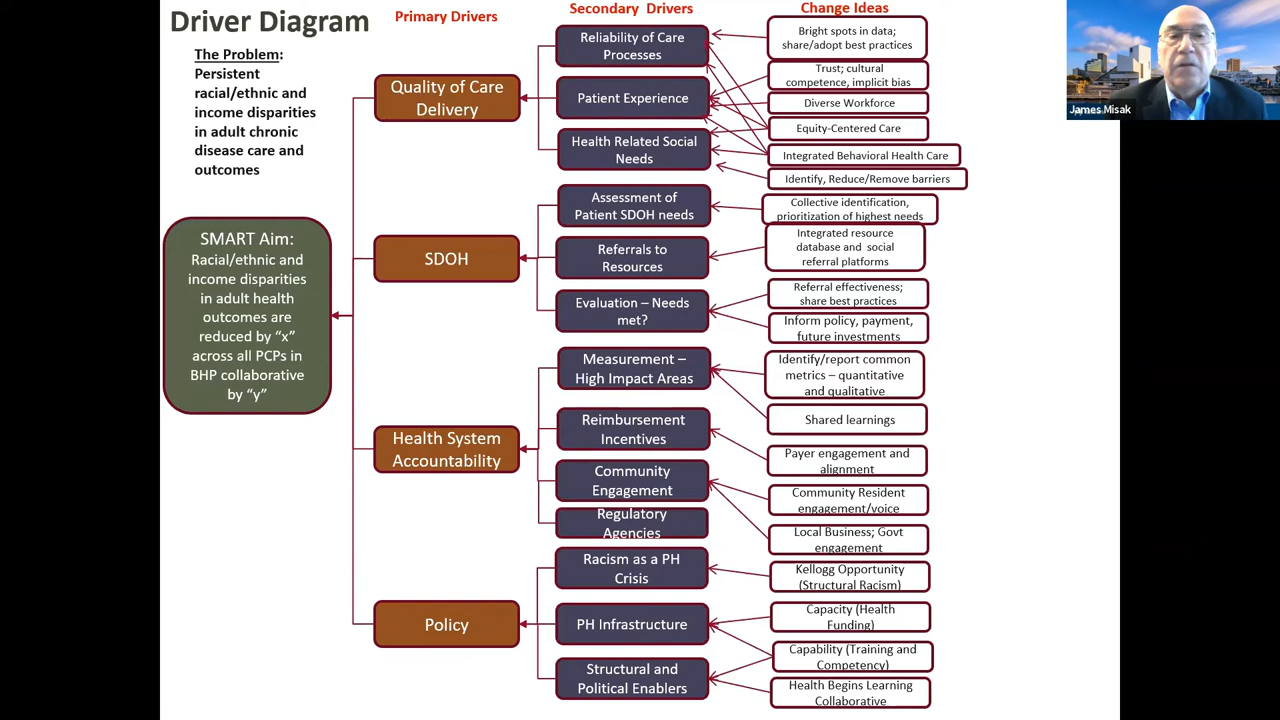 Driver Diagram
Primary Drivers
Secondary Drivers
Change Ideas
The Problem:
Persistent
racial/ethnic and
income disparities
in adult chronic
disease care and
outcomes
SMART Aim:
Racial/ethnic and
income disparities
in adult health
outcomes are
reduced by “x”
across all PCPs in
BHP collaborative
by “y”
Quality of Care
Delivery
SDOH
Health System
Accountability
Policy
Reliability of Care
Processes
Patient Experience
Health Related Social
Needs
Assessment of
Patient SDOH needs
Referrals to
Resources
Evaluation – Needs
met?
Measurement –
High Impact Areas
Reimbursement
Incentives
Community
Engagement
Regulatory
Agencies
Racism as a PH
Crisis
PH Infrastructure
Structural and
Political Enablers
Bright spots in data;
share/adopt best practices
Trust; cultural
competence, implicit bias
Diverse Workforce
Equity-Centered Care
Integrated Behavioral Health Care
Identify, Reduce/Remove barriers
Collective identification,
prioritization of highest needs
Integrated resource
database and social
referral platforms
Referral effectiveness;
share best practices
Inform policy, payment,
future investments
Identify/report common
metrics – quantitative
and qualitative
Shared learnings
Payer engagement and
alignment
Community Resident
engagement/voice
Local Business; Govt
engagement
Kellogg Opportunity
(Structural Racism)
Capacity (Health
Funding)
Capability (Training and
Competency)
Health Begins Learning
Collaborative
James Misak